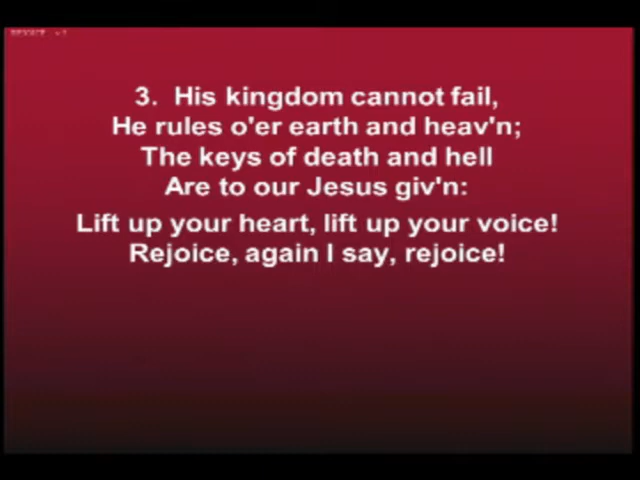 3. His kingdom cannot fail,
He rules o'er earth and heav'n;
The keys of death and hell
Are to our Jesus giv'n:
Lift up your heart, lift up your voice!
Rejoice, again I say, rejoice!